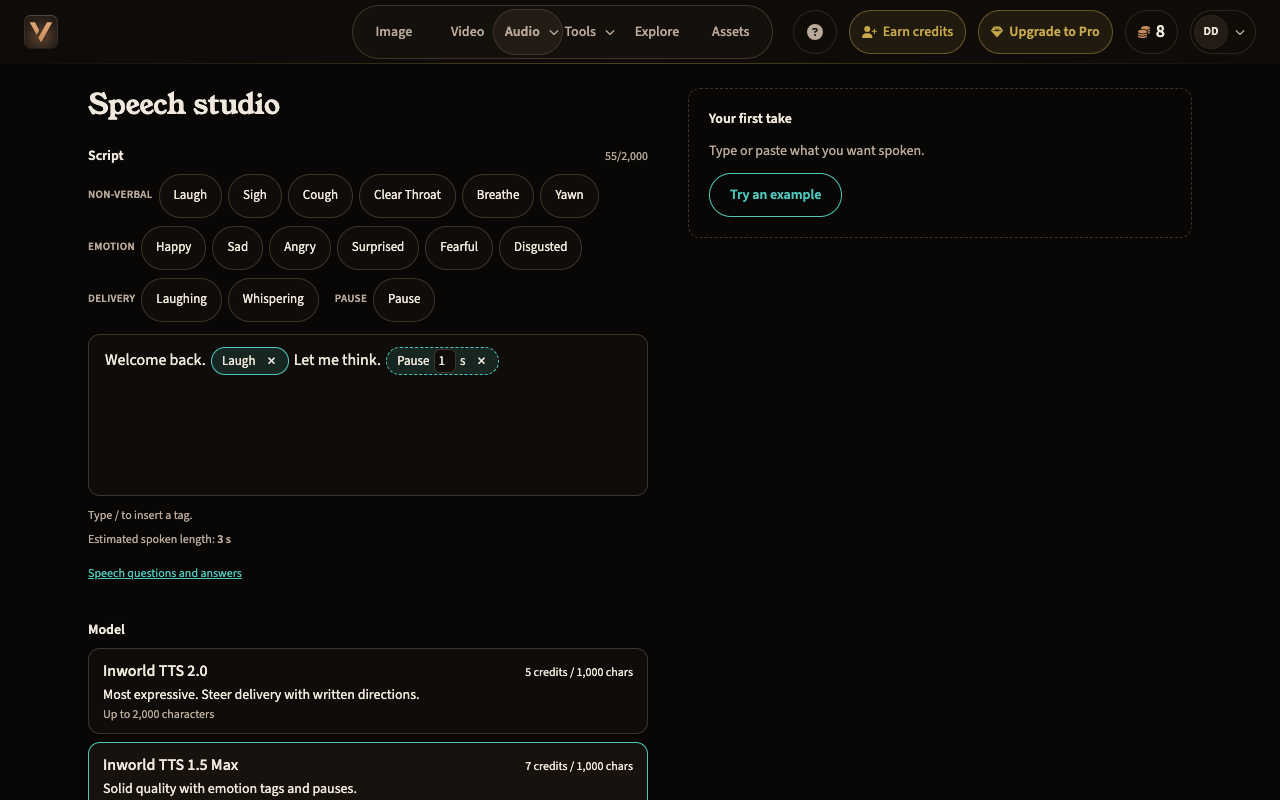 Image Video Audio Tools Explore Assets ? Earn credits Upgrade to Pro 8 DD
Speech studio
Script 55/2,000
NON-VERBAL Laugh Sigh Cough Clear Throat Breathe Yawn
EMOTION Happy Sad Angry Surprised Fearful Disgusted
DELIVERY Laughing Whispering PAUSE Pause
Welcome back. Laugh × Let me think. Pause 1 s ×
Type / to insert a tag.
Estimated spoken length: 3 s
Speech questions and answers
Model
Inworld TTS 2.0 5 credits / 1,000 chars
Most expressive. Steer delivery with written directions.
Up to 2,000 characters
Inworld TTS 1.5 Max 7 credits / 1,000 chars
Solid quality with emotion tags and pauses.
Your first take
Type or paste what you want spoken.
Try an example